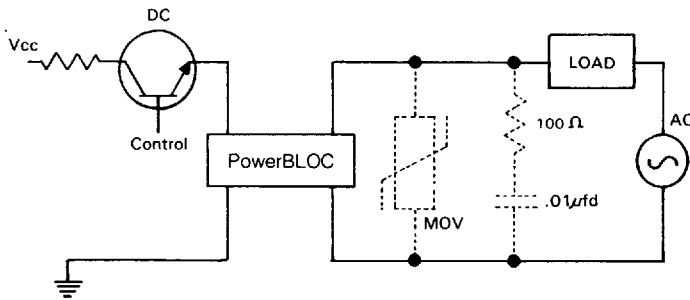 DC
Vcc
Control
PowerBLOC
MOV
100 Ω
.01µfd
LOAD
AC